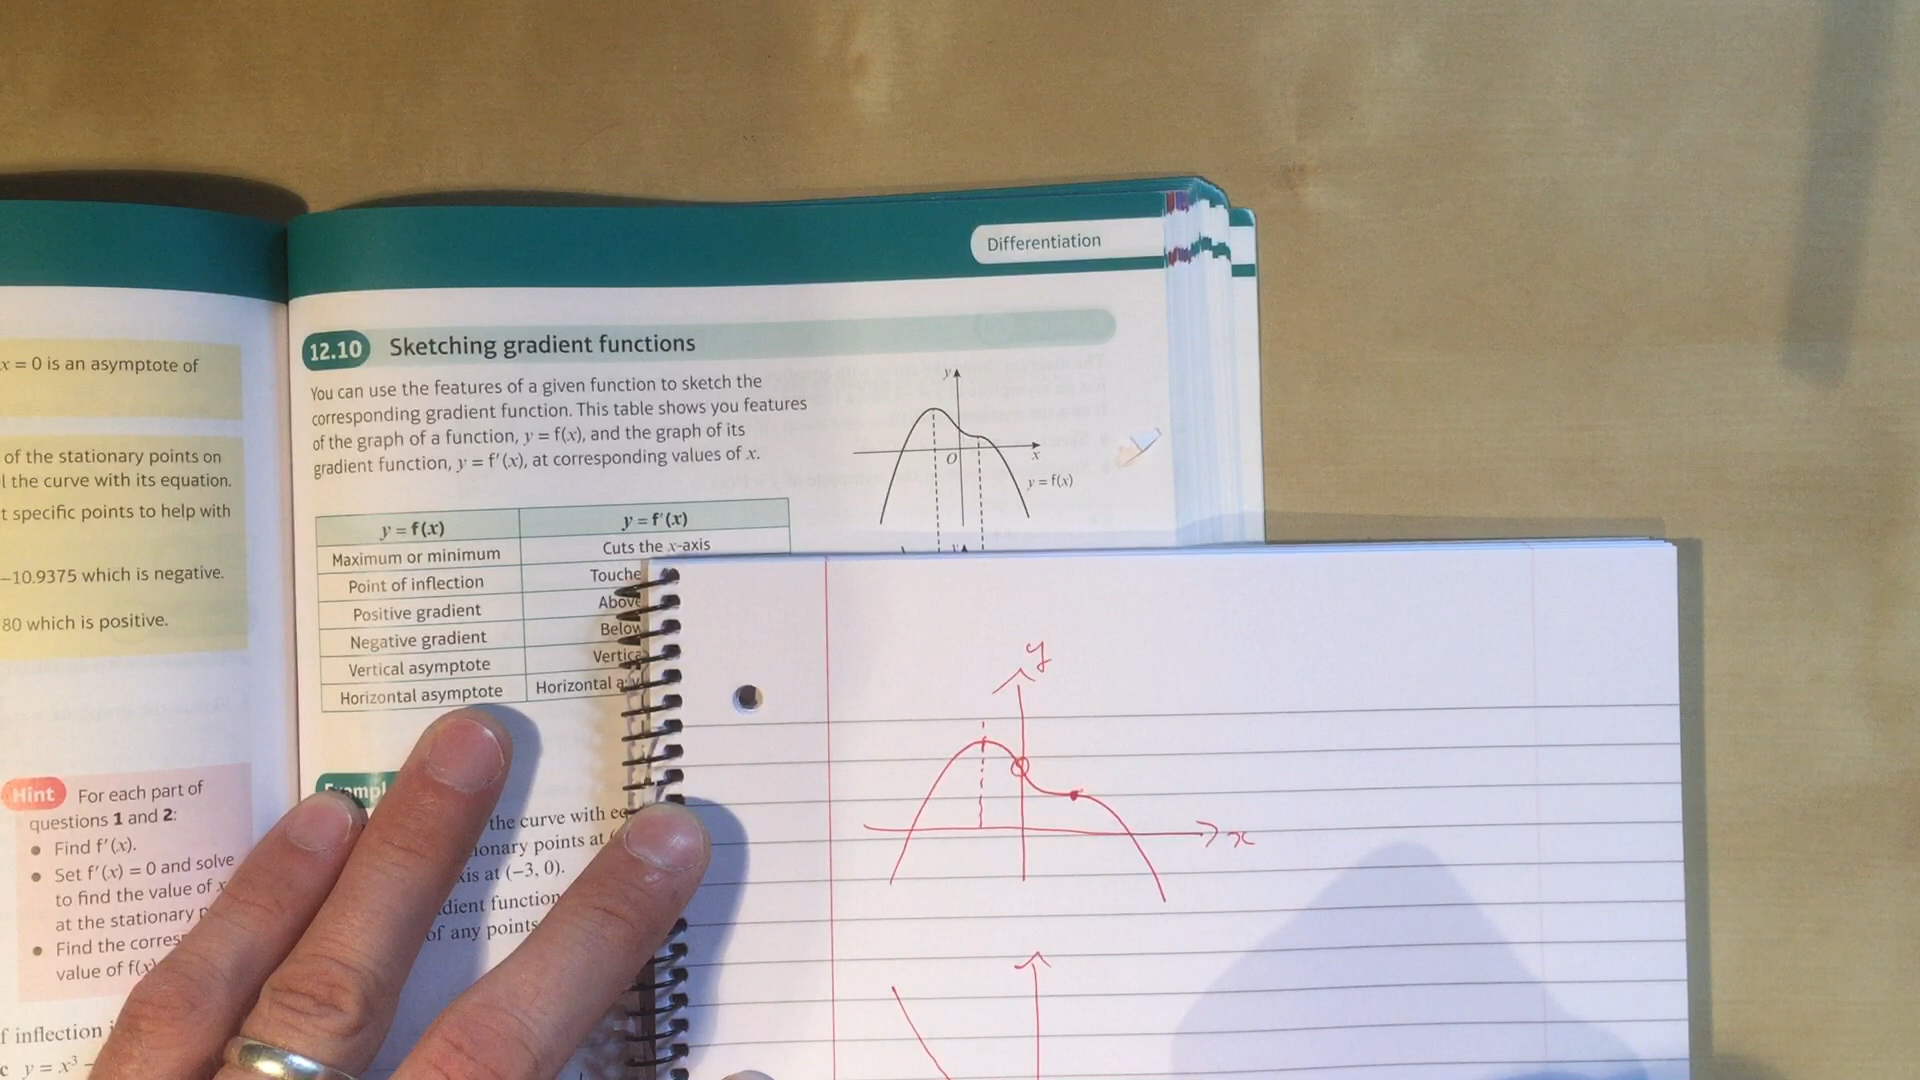 x = 0 is an asymptote of
of the stationary points on
l the curve with its equation.
t specific points to help with
−10.9375 which is negative.
80 which is positive.
Hint For each part of
questions 1 and 2:
● Find f′(x).
● Set f′(x) = 0 and solve
to find the value of x
at the stationary p
● Find the corres
value of f(x)
f inflection
c y = x³ −
Differentiation
12.10 Sketching gradient functions
You can use the features of a given function to sketch the
corresponding gradient function. This table shows you features
of the graph of a function, y = f(x), and the graph of its
gradient function, y = f′(x), at corresponding values of x.
y = f(x) y = f′(x)
Maximum or minimum Cuts the x-axis
Point of inflection Touche
Positive gradient Above
Negative gradient Below
Vertical asymptote Vertica
Horizontal asymptote Horizontal a
y
O x
y = f(x)
y
Exampl
the curve with eq
ionary points at (
xis at (−3, 0).
dient function
of any points
y
x